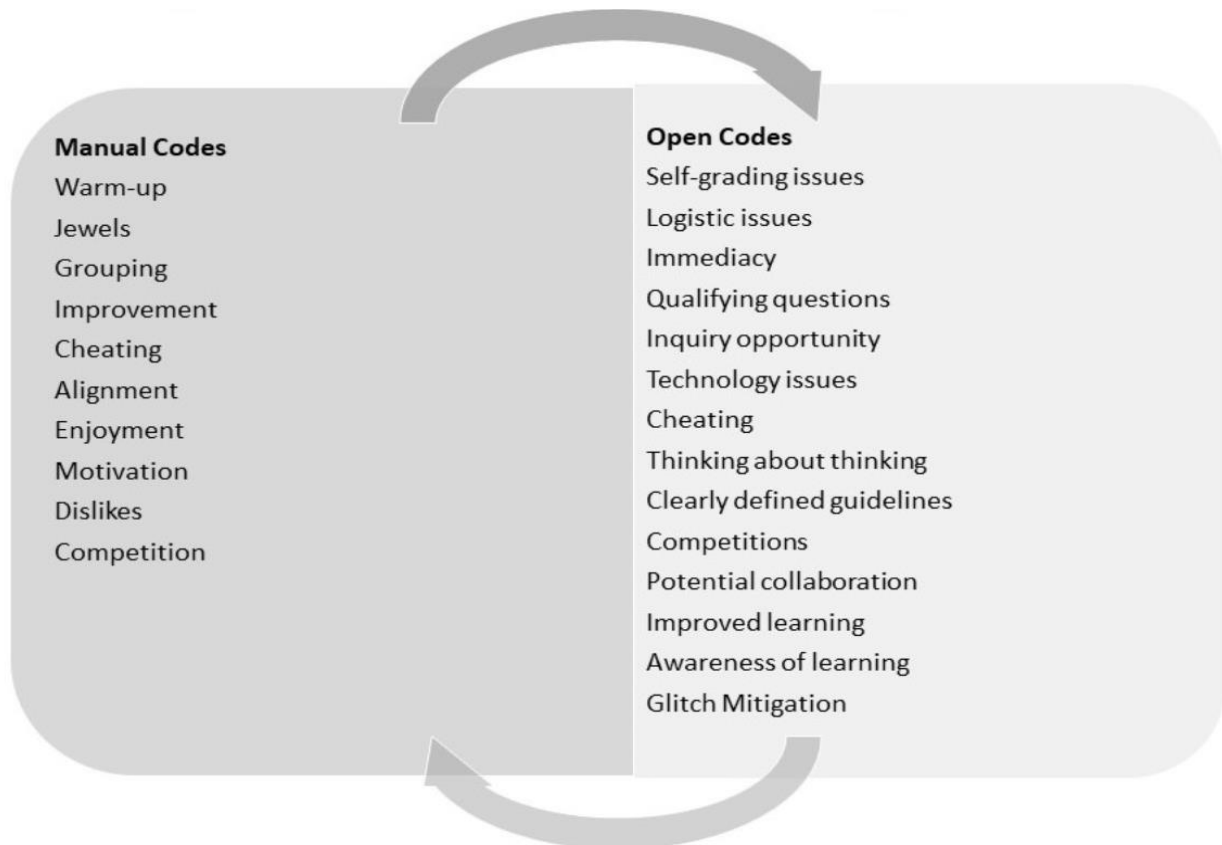 Manual Codes
Warm-up
Jewels
Grouping
Improvement
Cheating
Alignment
Enjoyment
Motivation
Dislikes
Competition
Open Codes
Self-grading issues
Logistic issues
Immediacy
Qualifying questions
Inquiry opportunity
Technology issues
Cheating
Thinking about thinking
Clearly defined guidelines
Competitions
Potential collaboration
Improved learning
Awareness of learning
Glitch Mitigation